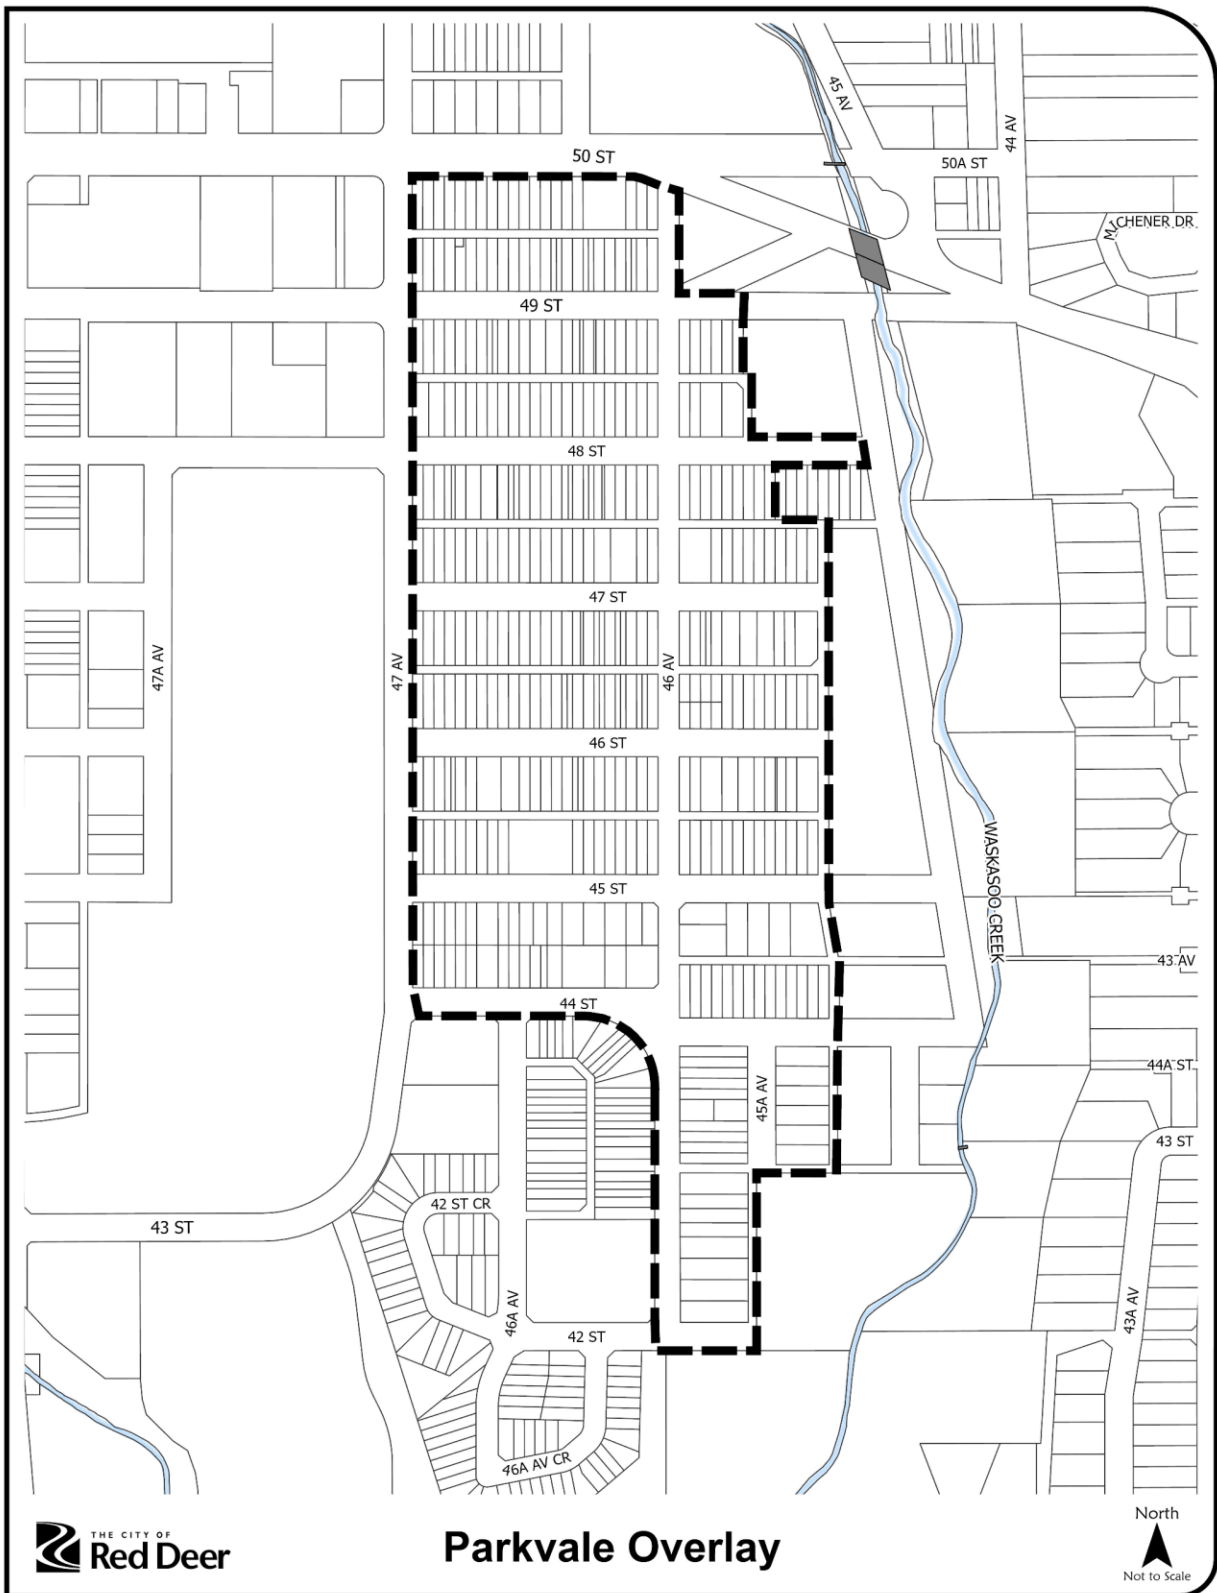 45 AV
44 AV
50 ST
50A ST
MICHENER DR
49 ST
48 ST
47 ST
47A AV
47 AV
46 AV
46 ST
WASKASOO CREEK
45 ST
43 AV
44 ST
44A ST
45A AV
43 ST
42 ST CR
43 ST
46A AV
43A AV
42 ST
46A AV CR
THE CITY OF
Red Deer
Parkvale Overlay
North
Not to Scale